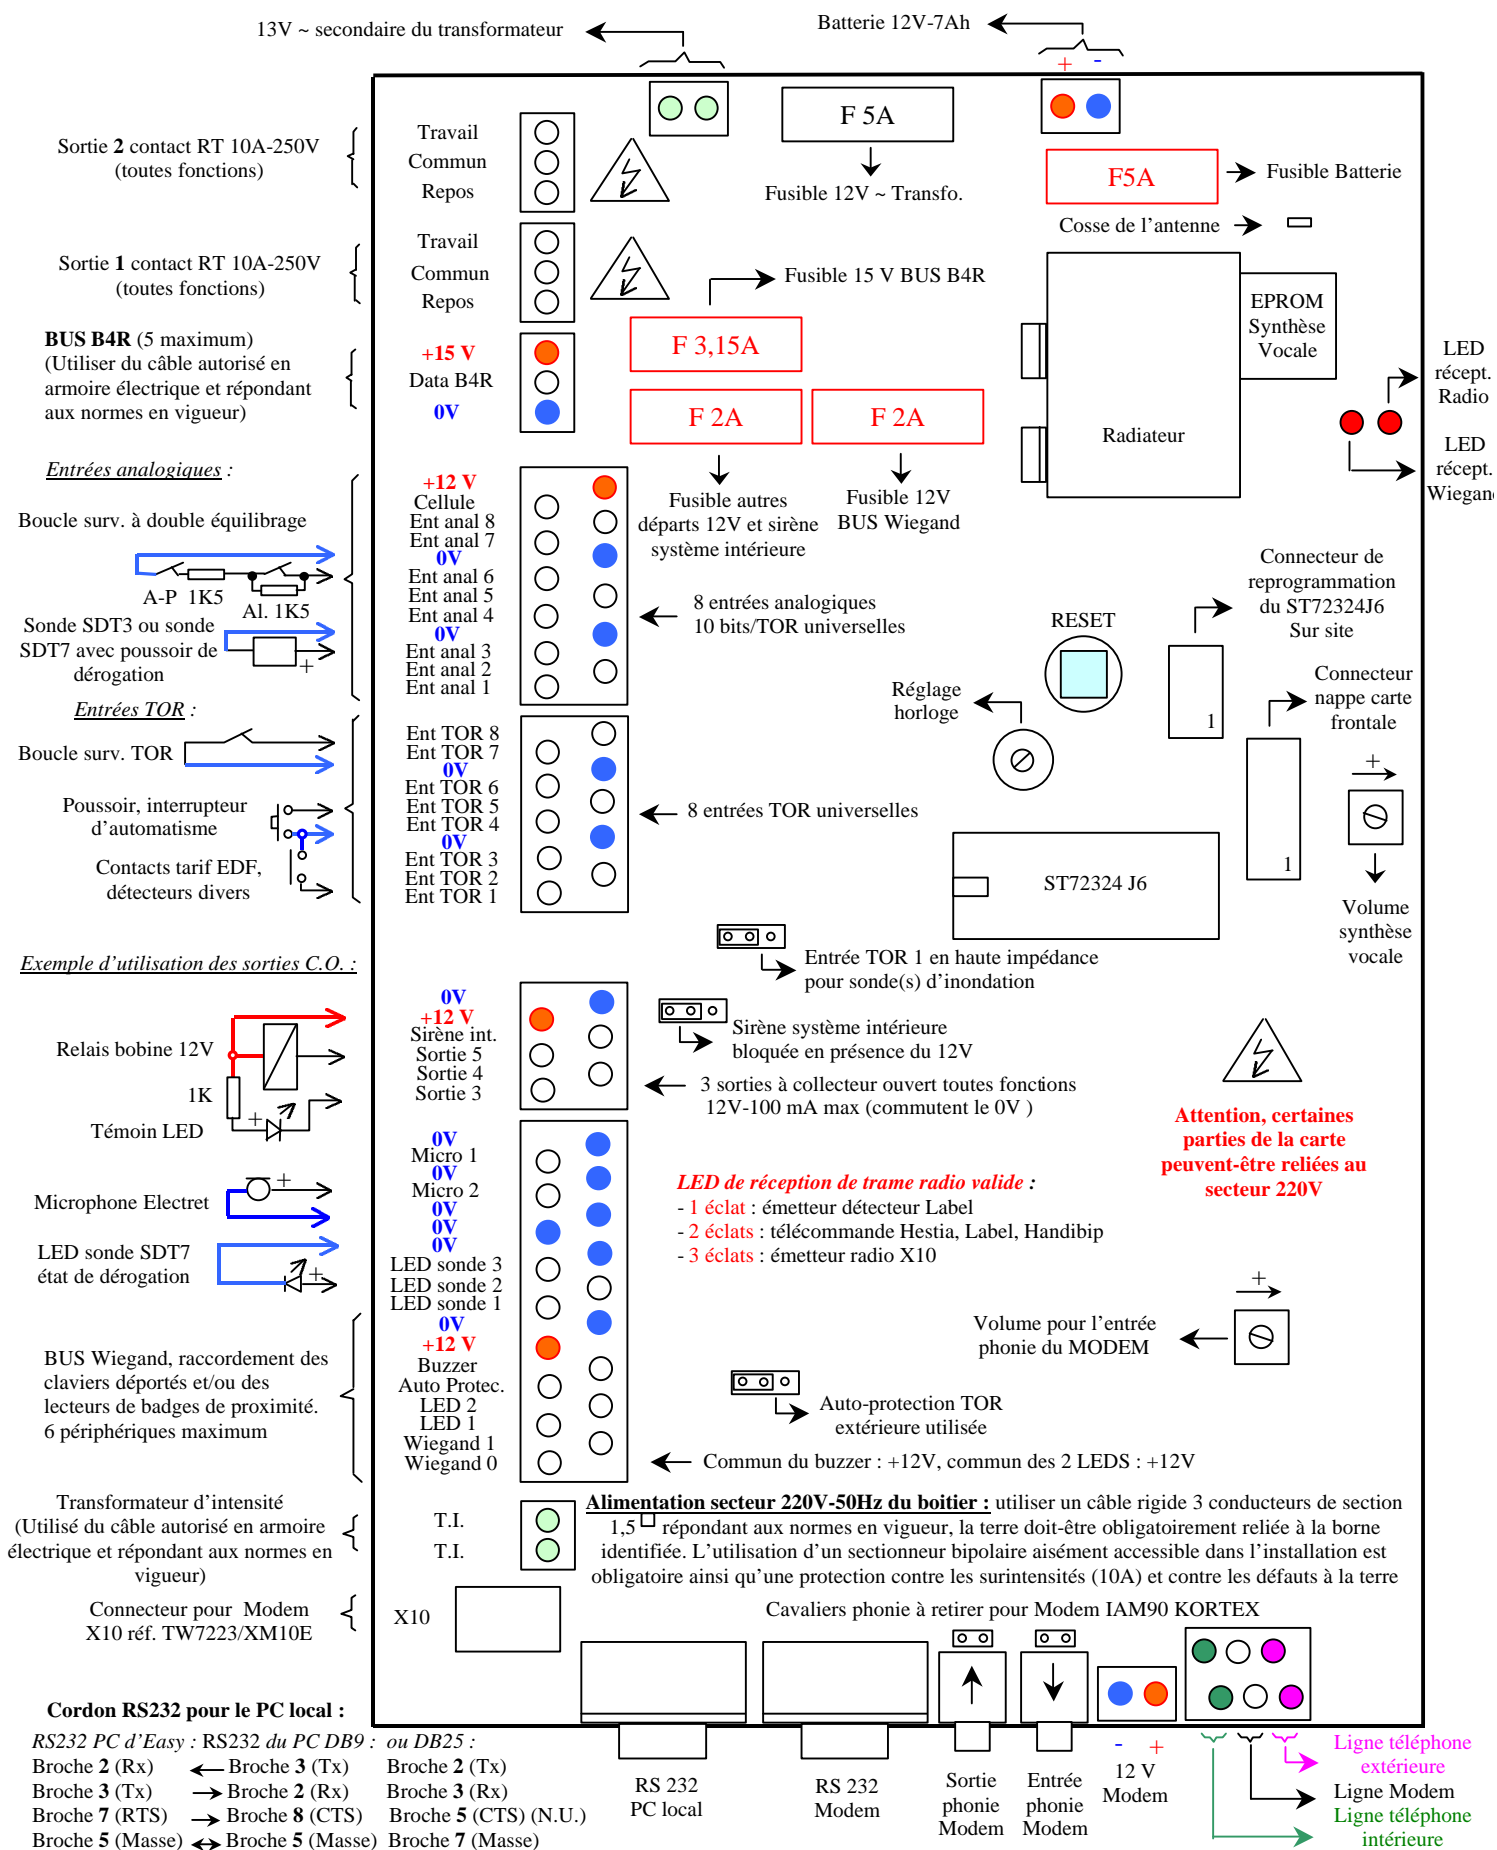 13V ~ secondaire du transformateur
Batterie 12V-7Ah
+ -
F 5A
Fusible 12V ~ Transfo.
F5A
Fusible Batterie
Cosse de l’antenne
Sortie 2 contact RT 10A-250V
(toutes fonctions)
Travail
Commun
Repos
Sortie 1 contact RT 10A-250V
(toutes fonctions)
Travail
Commun
Repos
Fusible 15 V BUS B4R
F 3,15A
EPROM
Synthèse
Vocale
Radiateur
LED
récept.
Radio
LED
récept.
Wiegand
BUS B4R (5 maximum)
(Utiliser du câble autorisé en
armoire électrique et répondant
aux normes en vigueur)
+15 V
Data B4R
0V
F 2A
F 2A
Fusible autres
départs 12V et sirène
système intérieure
Fusible 12V
BUS Wiegand
Entrées analogiques :
Boucle surv. à double équilibrage
A-P 1K5
Al. 1K5
Sonde SDT3 ou sonde
SDT7 avec poussoir de
dérogation
+
+12 V
Cellule
Ent anal 8
Ent anal 7
0V
Ent anal 6
Ent anal 5
Ent anal 4
0V
Ent anal 3
Ent anal 2
Ent anal 1
8 entrées analogiques
10 bits/TOR universelles
RESET
Connecteur de
reprogrammation
du ST72324J6
Sur site
1
Réglage
horloge
Connecteur
nappe carte
frontale
1
Entrées TOR :
Boucle surv. TOR
Poussoir, interrupteur
d’automatisme
Contacts tarif EDF,
détecteurs divers
Ent TOR 8
Ent TOR 7
0V
Ent TOR 6
Ent TOR 5
Ent TOR 4
0V
Ent TOR 3
Ent TOR 2
Ent TOR 1
8 entrées TOR universelles
ST72324 J6
+
Volume
synthèse
vocale
Entrée TOR 1 en haute impédance
pour sonde(s) d’inondation
Exemple d’utilisation des sorties C.O. :
Relais bobine 12V
1K
+
Témoin LED
0V
+12 V
Sirène int.
Sortie 5
Sortie 4
Sortie 3
Sirène système intérieure
bloquée en présence du 12V
3 sorties à collecteur ouvert toutes fonctions
12V-100 mA max (commutent le 0V )
Attention, certaines
parties de la carte
peuvent-être reliées au
secteur 220V
Microphone Electret
+
LED sonde SDT7
état de dérogation
+
0V
Micro 1
0V
Micro 2
0V
0V
0V
LED sonde 3
LED sonde 2
LED sonde 1
0V
+12 V
Buzzer
Auto Protec.
LED 2
LED 1
Wiegand 1
Wiegand 0
LED de réception de trame radio valide :
- 1 éclat : émetteur détecteur Label
- 2 éclats : télécommande Hestia, Label, Handibip
- 3 éclats : émetteur radio X10
+
Volume pour l’entrée
phonie du MODEM
BUS Wiegand, raccordement des
claviers déportés et/ou des
lecteurs de badges de proximité.
6 périphériques maximum
Auto-protection TOR
extérieure utilisée
Commun du buzzer : +12V, commun des 2 LEDS : +12V
Transformateur d’intensité
(Utilisé du câble autorisé en armoire
électrique et répondant aux normes en
vigueur)
T.I.
T.I.
Alimentation secteur 220V-50Hz du boitier : utiliser un câble rigide 3 conducteurs de section
1,5 □ répondant aux normes en vigueur, la terre doit-être obligatoirement reliée à la borne
identifiée. L’utilisation d’un sectionneur bipolaire aisément accessible dans l’installation est
obligatoire ainsi qu’une protection contre les surintensités (10A) et contre les défauts à la terre
Connecteur pour Modem
X10 réf. TW7223/XM10E
X10
Cavaliers phonie à retirer pour Modem IAM90 KORTEX
RS 232
PC local
RS 232
Modem
Sortie
phonie
Modem
Entrée
phonie
Modem
- +
12 V
Modem
Ligne téléphone
extérieure
Ligne Modem
Ligne téléphone
intérieure
Cordon RS232 pour le PC local :
RS232 PC d’Easy : RS232 du PC DB9 : ou DB25 :
Broche 2 (Rx) Broche 3 (Tx) Broche 2 (Tx)
Broche 3 (Tx) Broche 2 (Rx) Broche 3 (Rx)
Broche 7 (RTS) Broche 8 (CTS) Broche 5 (CTS) (N.U.)
Broche 5 (Masse) Broche 5 (Masse) Broche 7 (Masse)